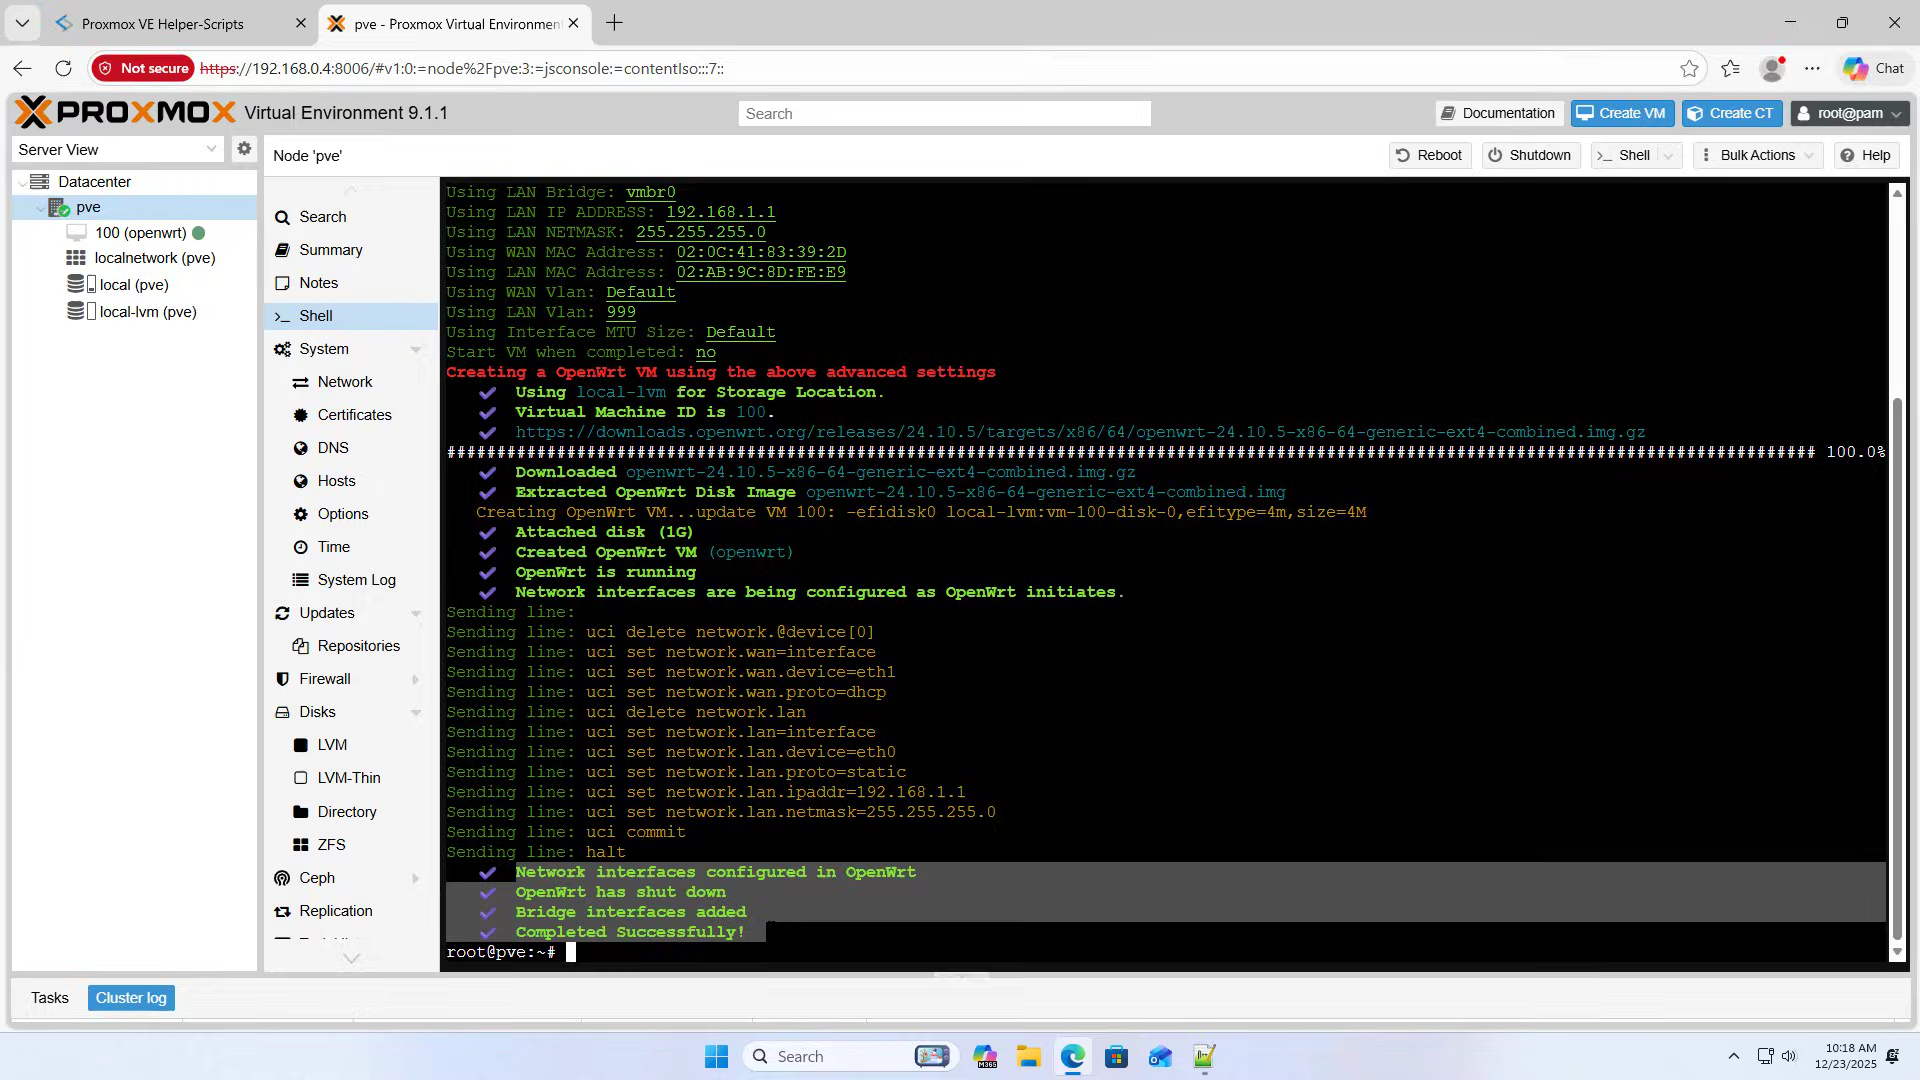 Proxmox VE Helper-Scripts
pve - Proxmox Virtual Environmen
Not secure
https://192.168.0.4:8006/#v1:0:=node%2Fpve:3:=jsconsole:=contentIso:::7::
Chat
PROXMOX Virtual Environment 9.1.1
Search
Documentation
Create VM
Create CT
root@pam
Server View
Node 'pve'
Reboot
Shutdown
Shell
Bulk Actions
Help
Datacenter
pve
100 (openwrt)
localnetwork (pve)
local (pve)
local-lvm (pve)
Search
Summary
Notes
Shell
System
Network
Certificates
DNS
Hosts
Options
Time
System Log
Updates
Repositories
Firewall
Disks
LVM
LVM-Thin
Directory
ZFS
Ceph
Replication
Using LAN Bridge: vmbr0
Using LAN IP ADDRESS: 192.168.1.1
Using LAN NETMASK: 255.255.255.0
Using WAN MAC Address: 02:0C:41:83:39:2D
Using LAN MAC Address: 02:AB:9C:8D:FE:E9
Using WAN Vlan: Default
Using LAN Vlan: 999
Using Interface MTU Size: Default
Start VM when completed: no
Creating a OpenWrt VM using the above advanced settings
Using local-lvm for Storage Location.
Virtual Machine ID is 100.
https://downloads.openwrt.org/releases/24.10.5/targets/x86/64/openwrt-24.10.5-x86-64-generic-ext4-combined.img.gz
######################################################################################################################################### 100.0%
Downloaded openwrt-24.10.5-x86-64-generic-ext4-combined.img.gz
Extracted OpenWrt Disk Image openwrt-24.10.5-x86-64-generic-ext4-combined.img
Creating OpenWrt VM...update VM 100: -efidisk0 local-lvm:vm-100-disk-0,efitype=4m,size=4M
Attached disk (1G)
Created OpenWrt VM (openwrt)
OpenWrt is running
Network interfaces are being configured as OpenWrt initiates.
Sending line:
Sending line: uci delete network.@device[0]
Sending line: uci set network.wan=interface
Sending line: uci set network.wan.device=eth1
Sending line: uci set network.wan.proto=dhcp
Sending line: uci delete network.lan
Sending line: uci set network.lan=interface
Sending line: uci set network.lan.device=eth0
Sending line: uci set network.lan.proto=static
Sending line: uci set network.lan.ipaddr=192.168.1.1
Sending line: uci set network.lan.netmask=255.255.255.0
Sending line: uci commit
Sending line: halt
Network interfaces configured in OpenWrt
OpenWrt has shut down
Bridge interfaces added
Completed Successfully!
root@pve:~#
Tasks
Cluster log
Search
M365
10:18 AM
12/23/2025